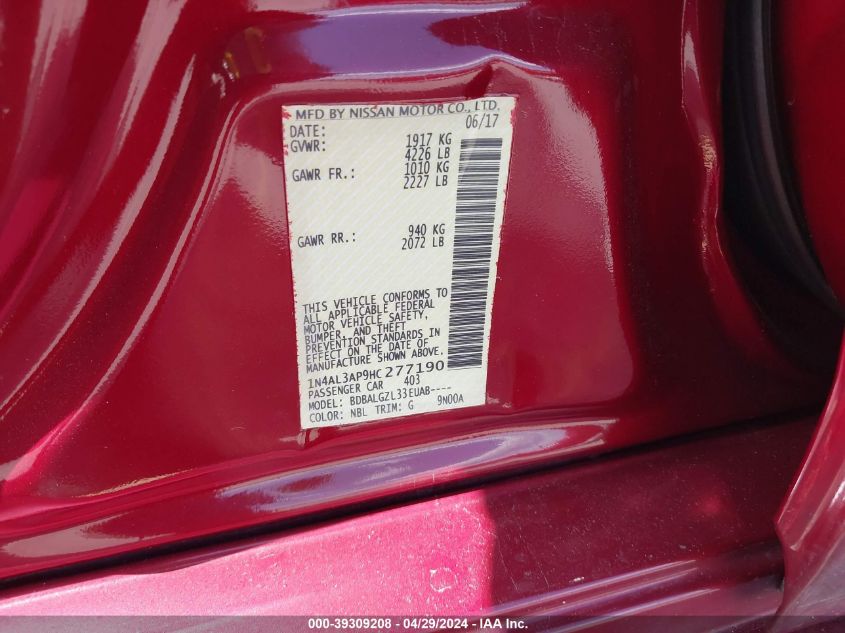 MFD BY NISSAN MOTOR CO., LTD.
DATE: 06/17
GVWR: 1917 KG
4226 LB
GAWR FR.: 1010 KG
2227 LB
GAWR RR.: 940 KG
2072 LB
THIS VEHICLE CONFORMS TO
ALL APPLICABLE FEDERAL
MOTOR VEHICLE SAFETY,
BUMPER, AND THEFT
PREVENTION STANDARDS IN
EFFECT ON THE DATE OF
MANUFACTURE SHOWN ABOVE.
1N4AL3AP9HC 277190
PASSENGER CAR 403
MODEL: BDBALGZL33EUAB----
COLOR: NBL TRIM: G 9N00A
000-39309208 - 04/29/2024 - IAA Inc.